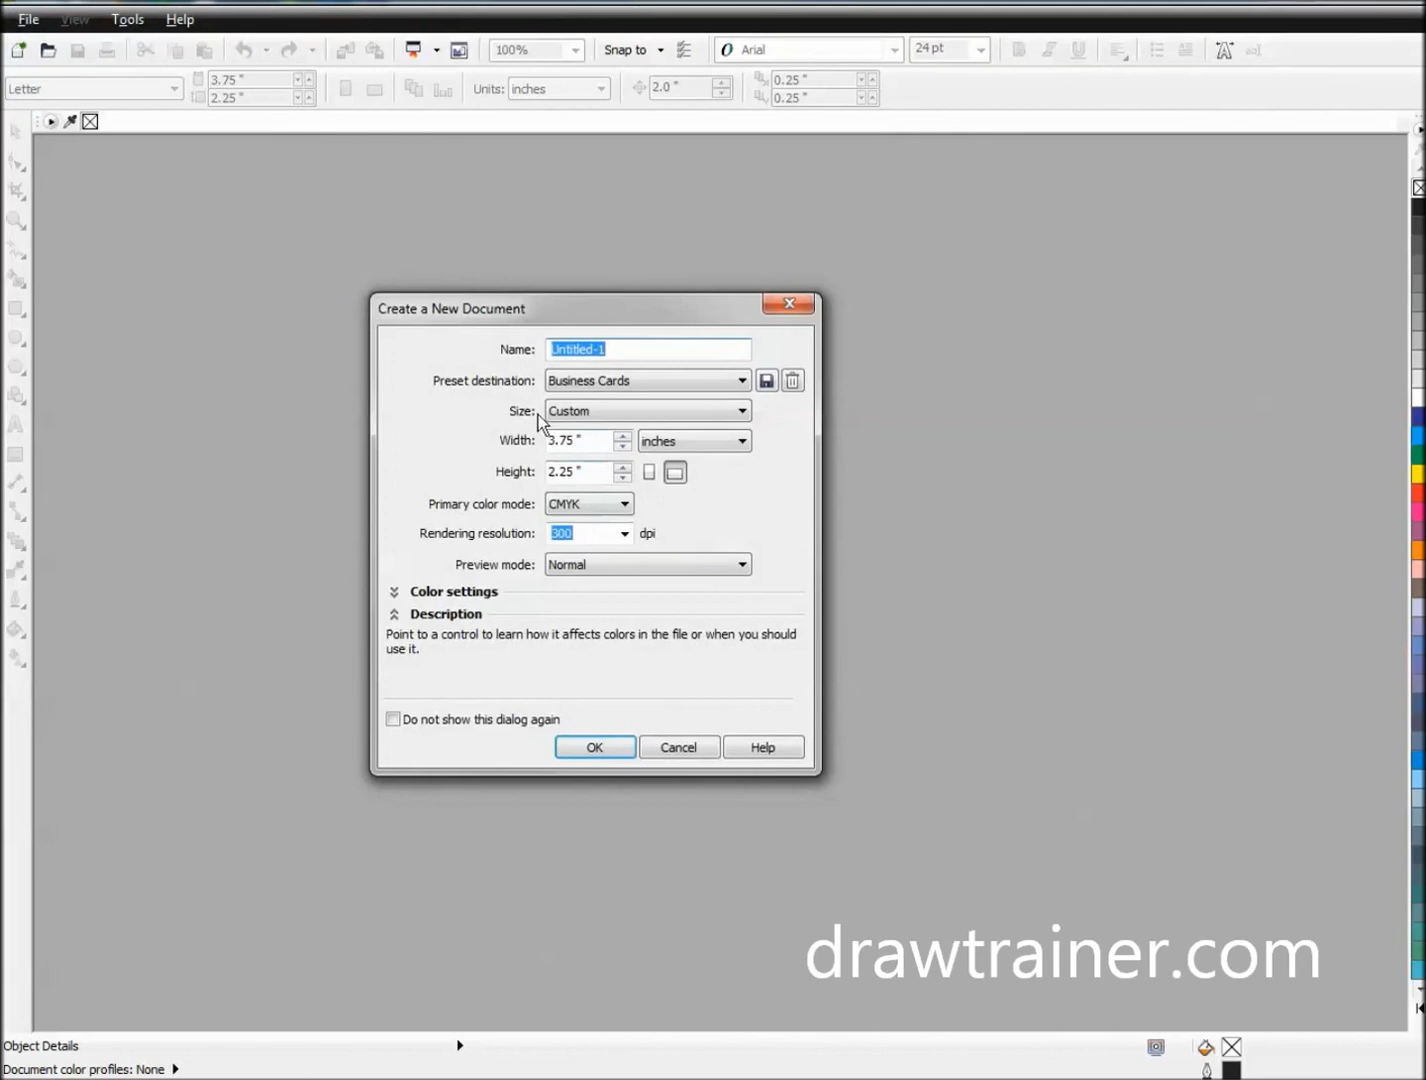 File View Tools Help
100% Snap to Arial 24 pt
Letter 3.75 " Units: inches 2.0 " 0.25 "
2.25 " 0.25 "
Create a New Document
Name: Untitled-1
Preset destination: Business Cards
Size: Custom
Width: 3.75 " inches
Height: 2.25 "
Primary color mode: CMYK
Rendering resolution: 300 dpi
Preview mode: Normal
Color settings
Description
Point to a control to learn how it affects colors in the file or when you should
use it.
Do not show this dialog again
OK Cancel Help
drawtrainer.com
Object Details
Document color profiles: None